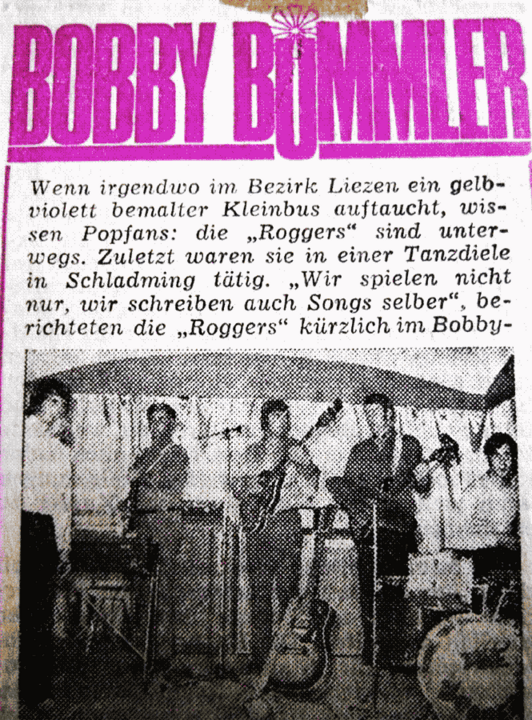 BOBBY BUMMLER
Wenn irgendwo im Bezirk Liezen ein gelb-
violett bemalter Kleinbus auftaucht, wis-
sen Popfans: die „Roggers“ sind unter-
wegs. Zuletzt waren sie in einer Tanzdiele
in Schladming tätig. „Wir spielen nicht
nur, wir schreiben auch Songs selber“, be-
richteten die „Roggers“ kürzlich im Bobby-